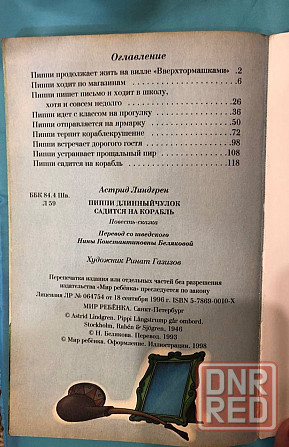 Оглавление
Пиппи продолжает жить на вилле «Вверхтормашками» .2
Пиппи ходит по магазинам ........ 6
Пиппи пишет письмо и ходит в школу,
хотя и совсем недолго ........ 26
Пиппи идет с классом на прогулку ........ 36
Пиппи отправляется на ярмарку ........ 50
Пиппи терпит кораблекрушение ........ 72
Пиппи встречает дорогого гостя ........ 98
Пиппи устраивает прощальный пир ........ 108
Пиппи садится на корабль ........ 118
ББК 84.4 Шв.
Л 59
Астрид Линдгрен
ПИППИ ДЛИННЫЙЧУЛОК
САДИТСЯ НА КОРАБЛЬ
Повесть-сказка
Перевод со шведского
Нины Константиновны Беляковой
Художник Ринат Газизов
Перепечатка издания или отдельных частей без разрешения
издательства «Мир ребёнка» преследуется по закону
Лицензия ЛР № 064754 от 18 сентября 1996 г. ISBN 5-7869-0010-X
МИР РЕБЁНКА. Санкт-Петербург
© Astrid Lindgren. Pippi Långstrump går ombord.
Stockholm, Rabén & Sjögren, 1946
© Н. Белякова. Перевод. 1993
© Мир ребёнка. Оформление. Иллюстрации. 1998
DNR
RED